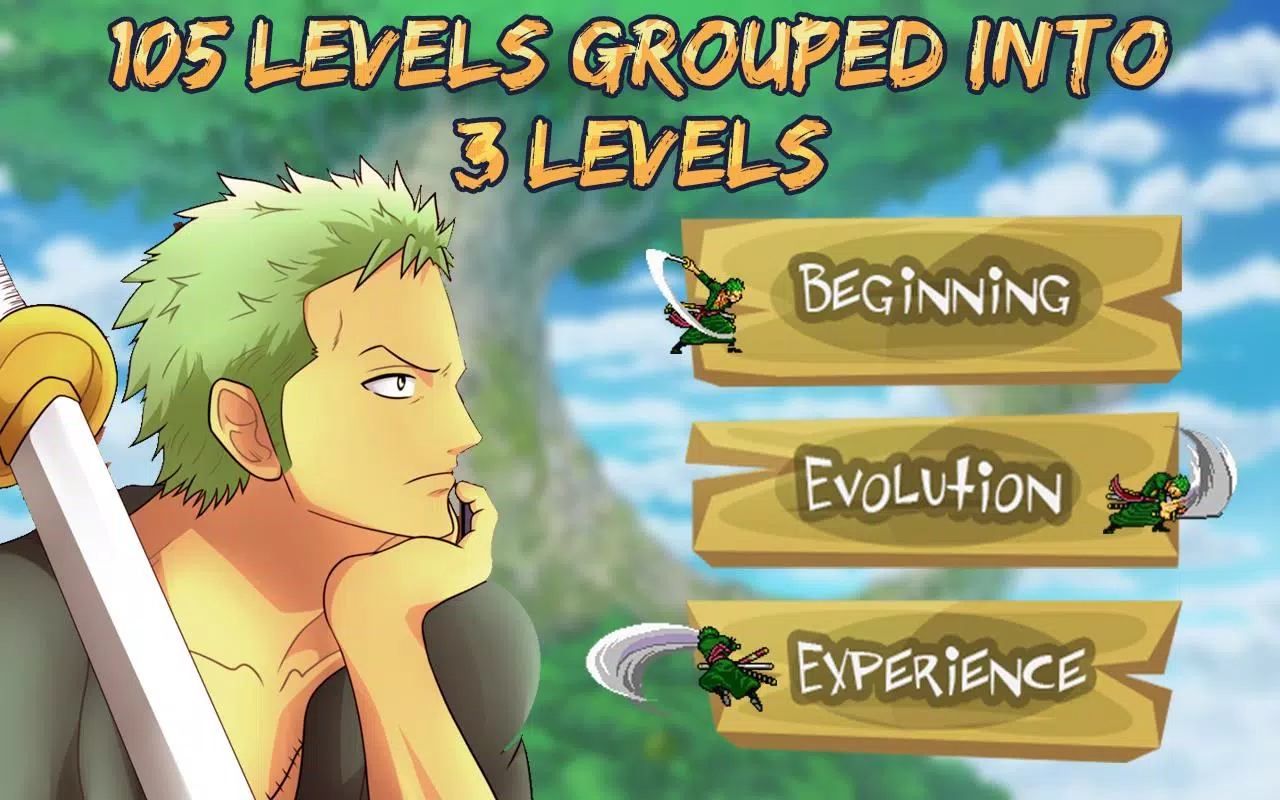 105 LEVELS GROUPED INTO
3 LEVELS
BEGiNNiNG
EVOLUTiON
EXPERiENCE